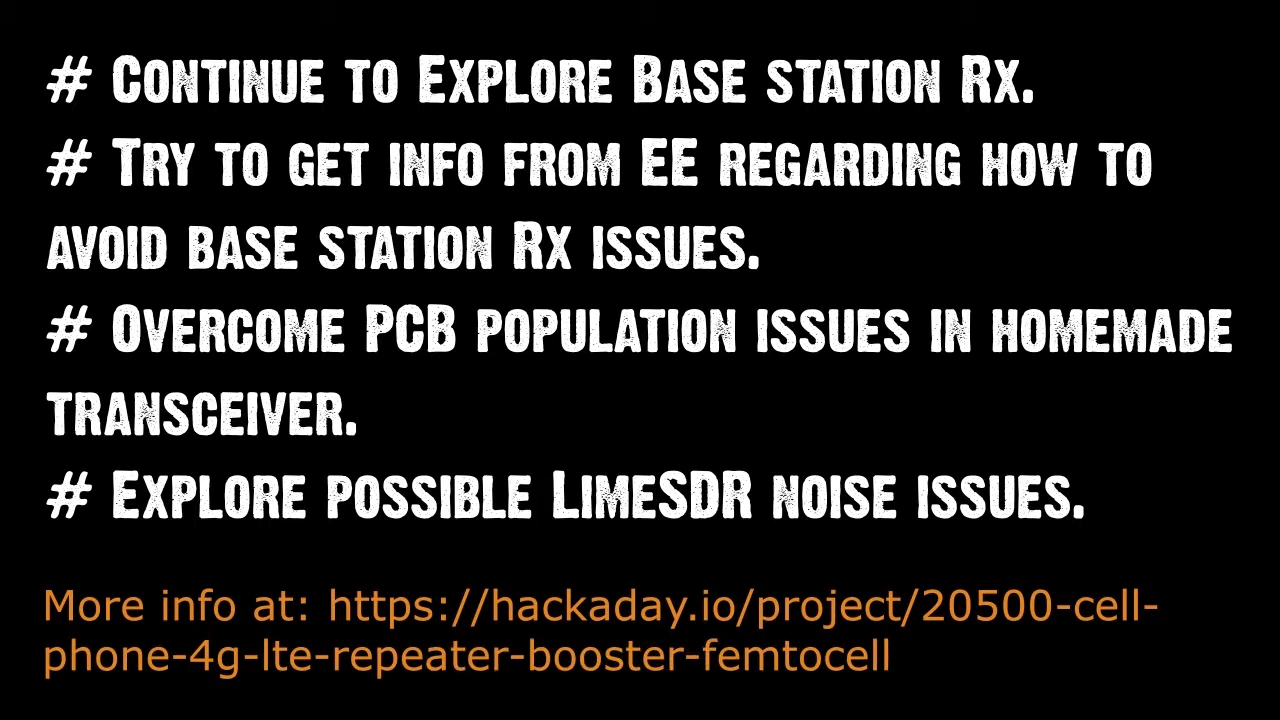 # Continue to Explore Base station Rx.
# Try to get info from EE regarding how to
avoid base station Rx issues.
# Overcome PCB population issues in homemade
transceiver.
# Explore possible LimeSDR noise issues.
More info at: https://hackaday.io/project/20500-cell-
phone-4g-lte-repeater-booster-femtocell